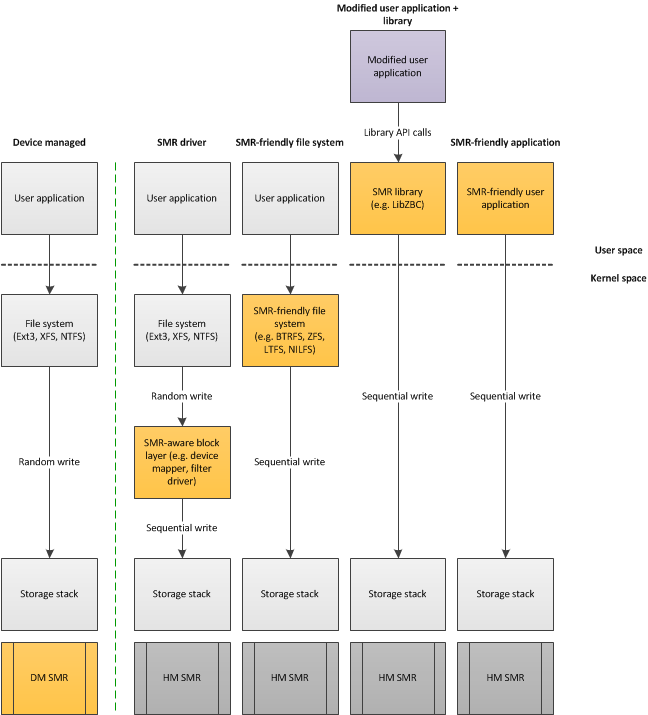 Modified user application +
library
Modified user
application
Library API calls
Device managed
SMR driver
SMR-friendly file system
SMR-friendly application
User application
User application
User application
SMR library
(e.g. LibZBC)
SMR-friendly user
application
User space
Kernel space
File system
(Ext3, XFS, NTFS)
File system
(Ext3, XFS, NTFS)
SMR-friendly file
system
(e.g. BTRFS, ZFS,
LTFS, NILFS)
Random write
Sequential write
Sequential write
SMR-aware block
layer (e.g. device
mapper, filter
driver)
Random write
Sequential write
Sequential write
Storage stack
Storage stack
Storage stack
Storage stack
Storage stack
DM SMR
HM SMR
HM SMR
HM SMR
HM SMR